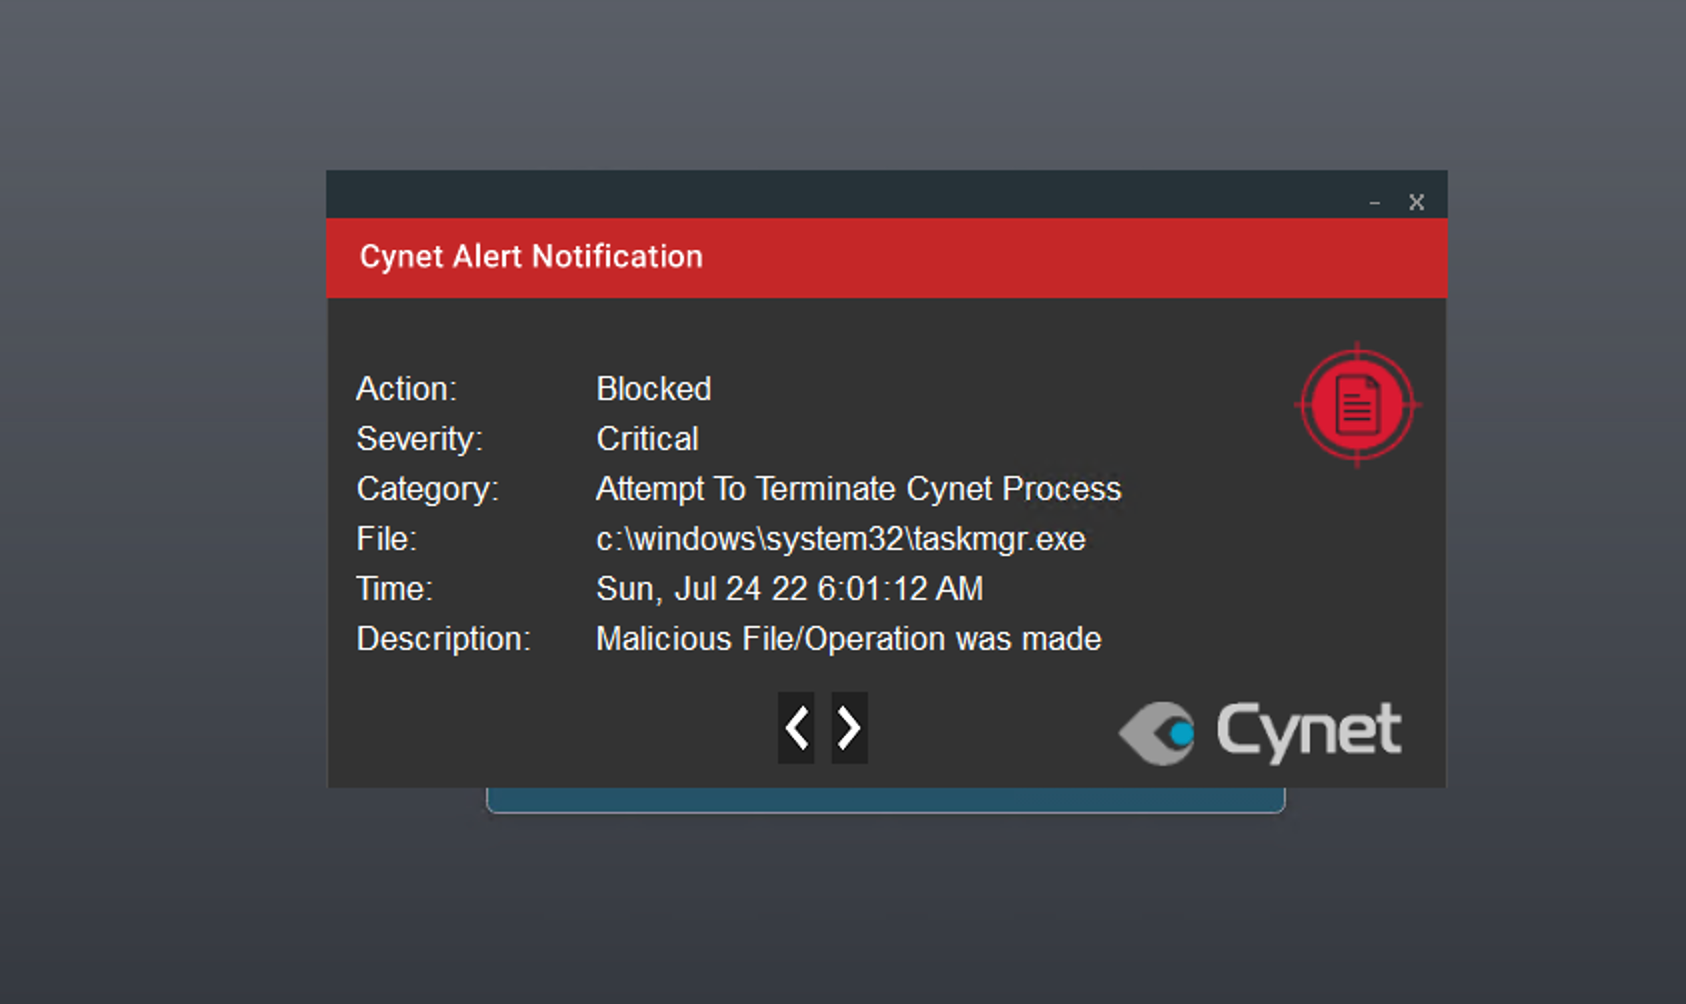 Cynet Alert Notification
Action: Blocked
Severity: Critical
Category: Attempt To Terminate Cynet Process
File: c:\windows\system32\taskmgr.exe
Time: Sun, Jul 24 22 6:01:12 AM
Description: Malicious File/Operation was made
Cynet